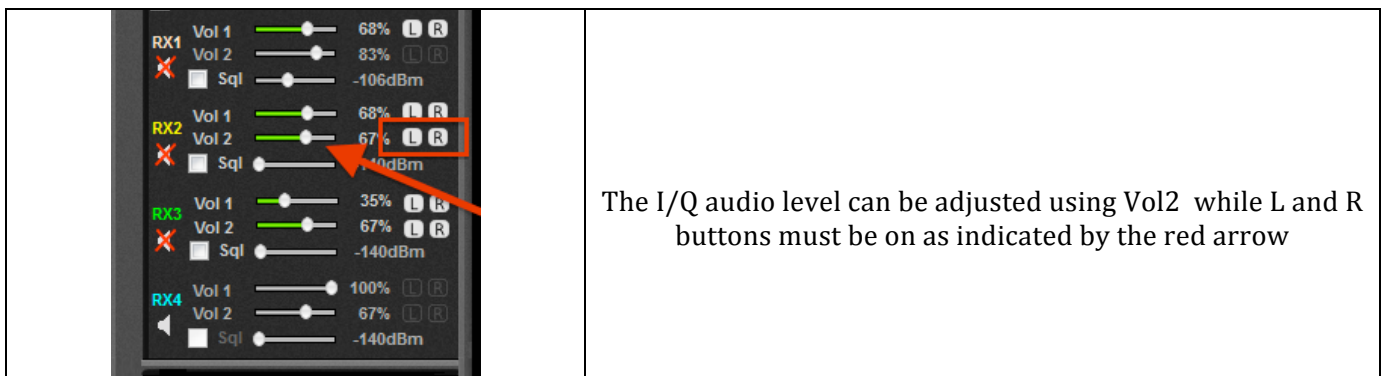 RX1
Vol 1 68% L R
Vol 2 83% L R
Sql -106dBm
RX2
Vol 1 68% L R
Vol 2 67% L R
Sql 140dBm
RX3
Vol 1 35% L R
Vol 2 67% L R
Sql -140dBm
RX4
Vol 1 100% L R
Vol 2 67% L R
Sql -140dBm
The I/Q audio level can be adjusted using Vol2 while L and R
buttons must be on as indicated by the red arrow